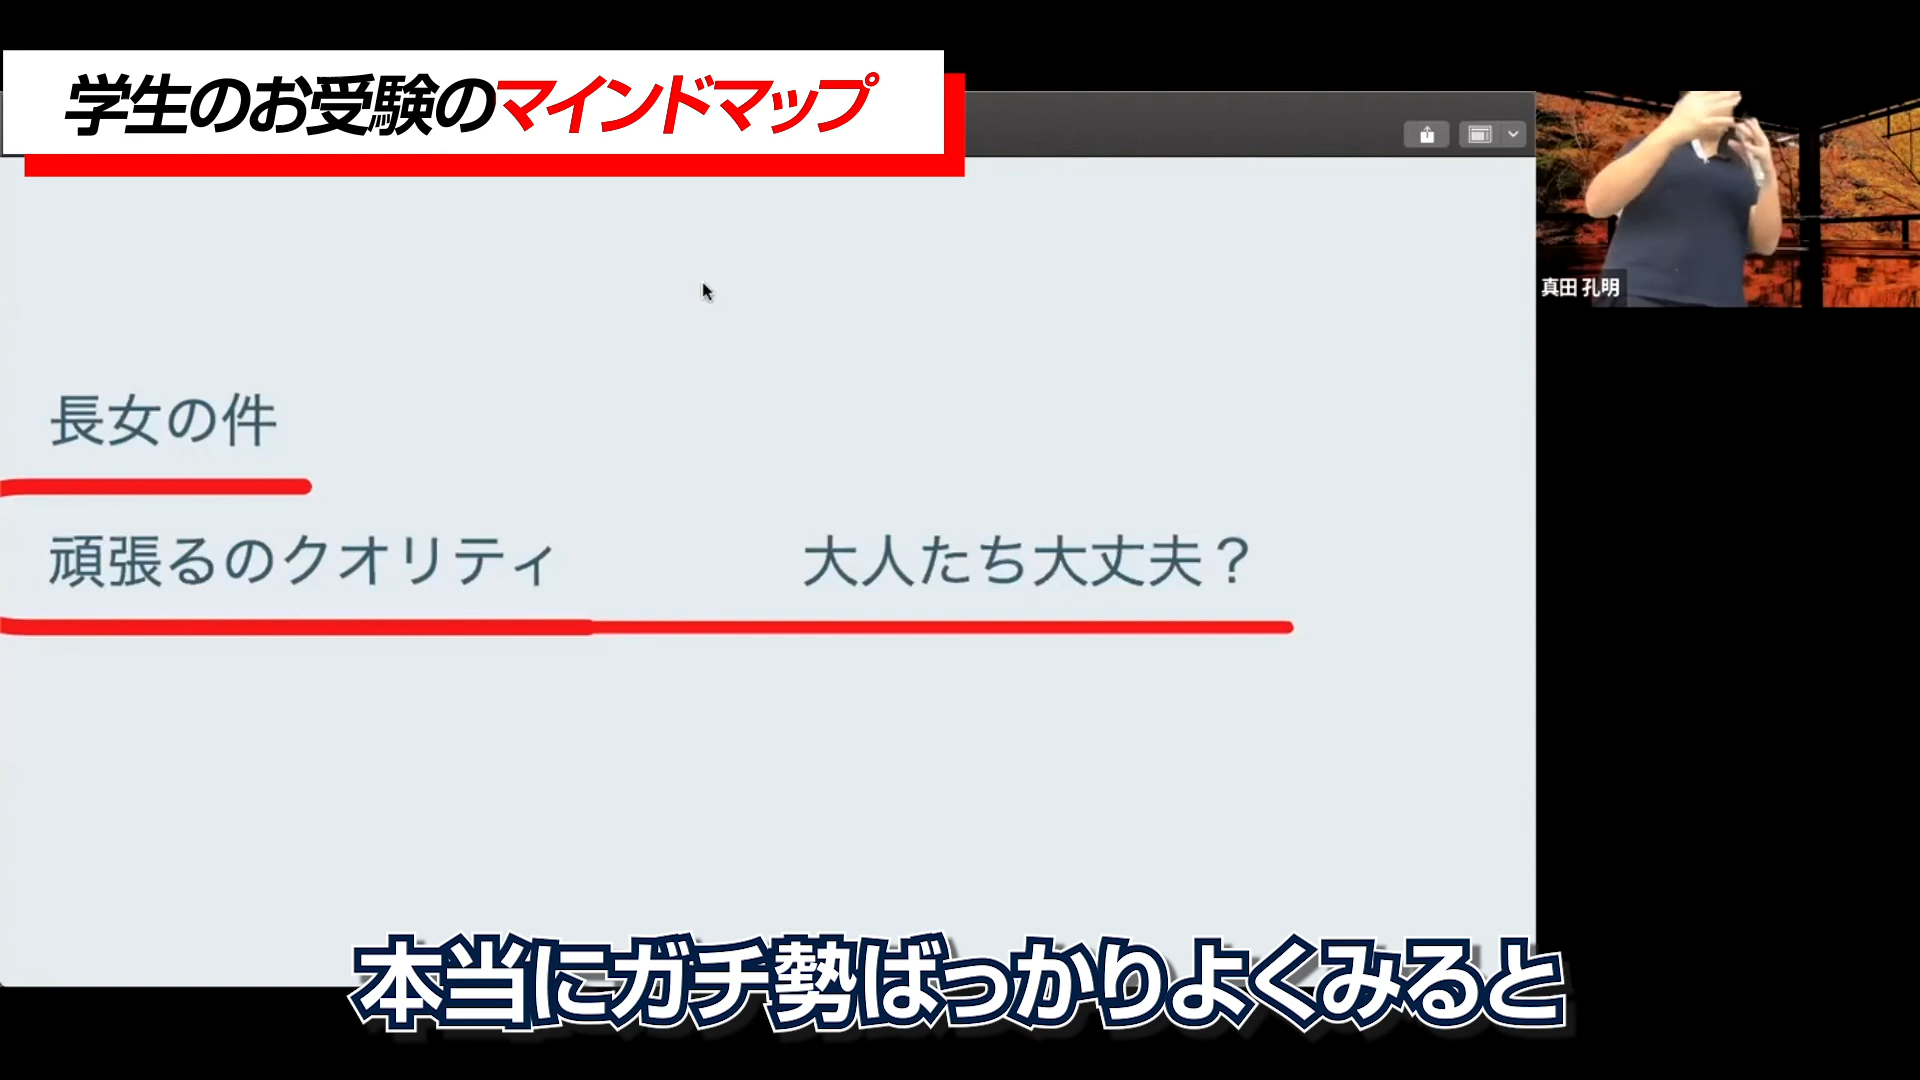 学生のお受験のマインドマップ
真田 孔明
長女の件
頑張るのクオリティ
大人たち大丈夫？
本当にガチ勢ばっかりよくみると